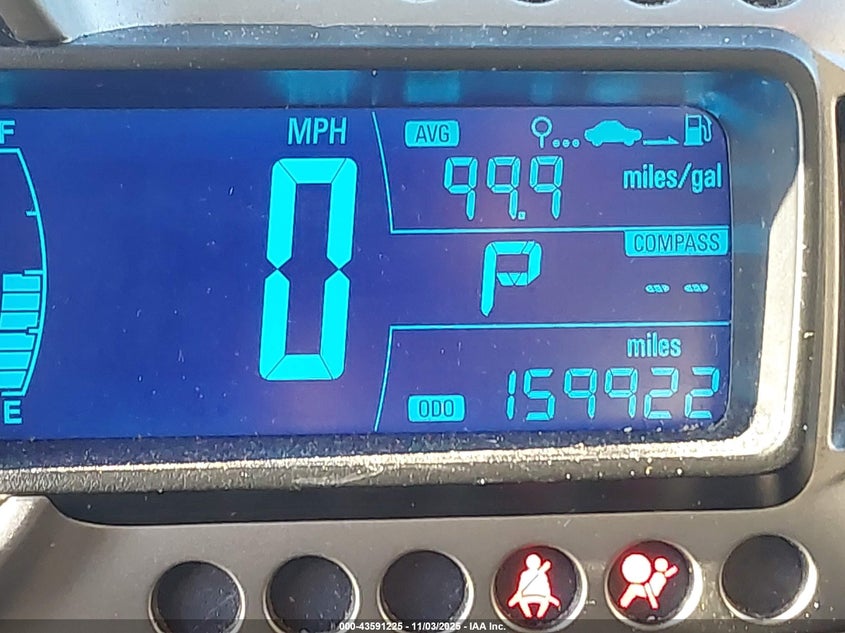 F
MPH
AVG
99.9 miles/gal
0
COMPASS
P
-- --
miles
E
ODO 159922
000-43591225 - 11/03/2025 - IAA Inc.